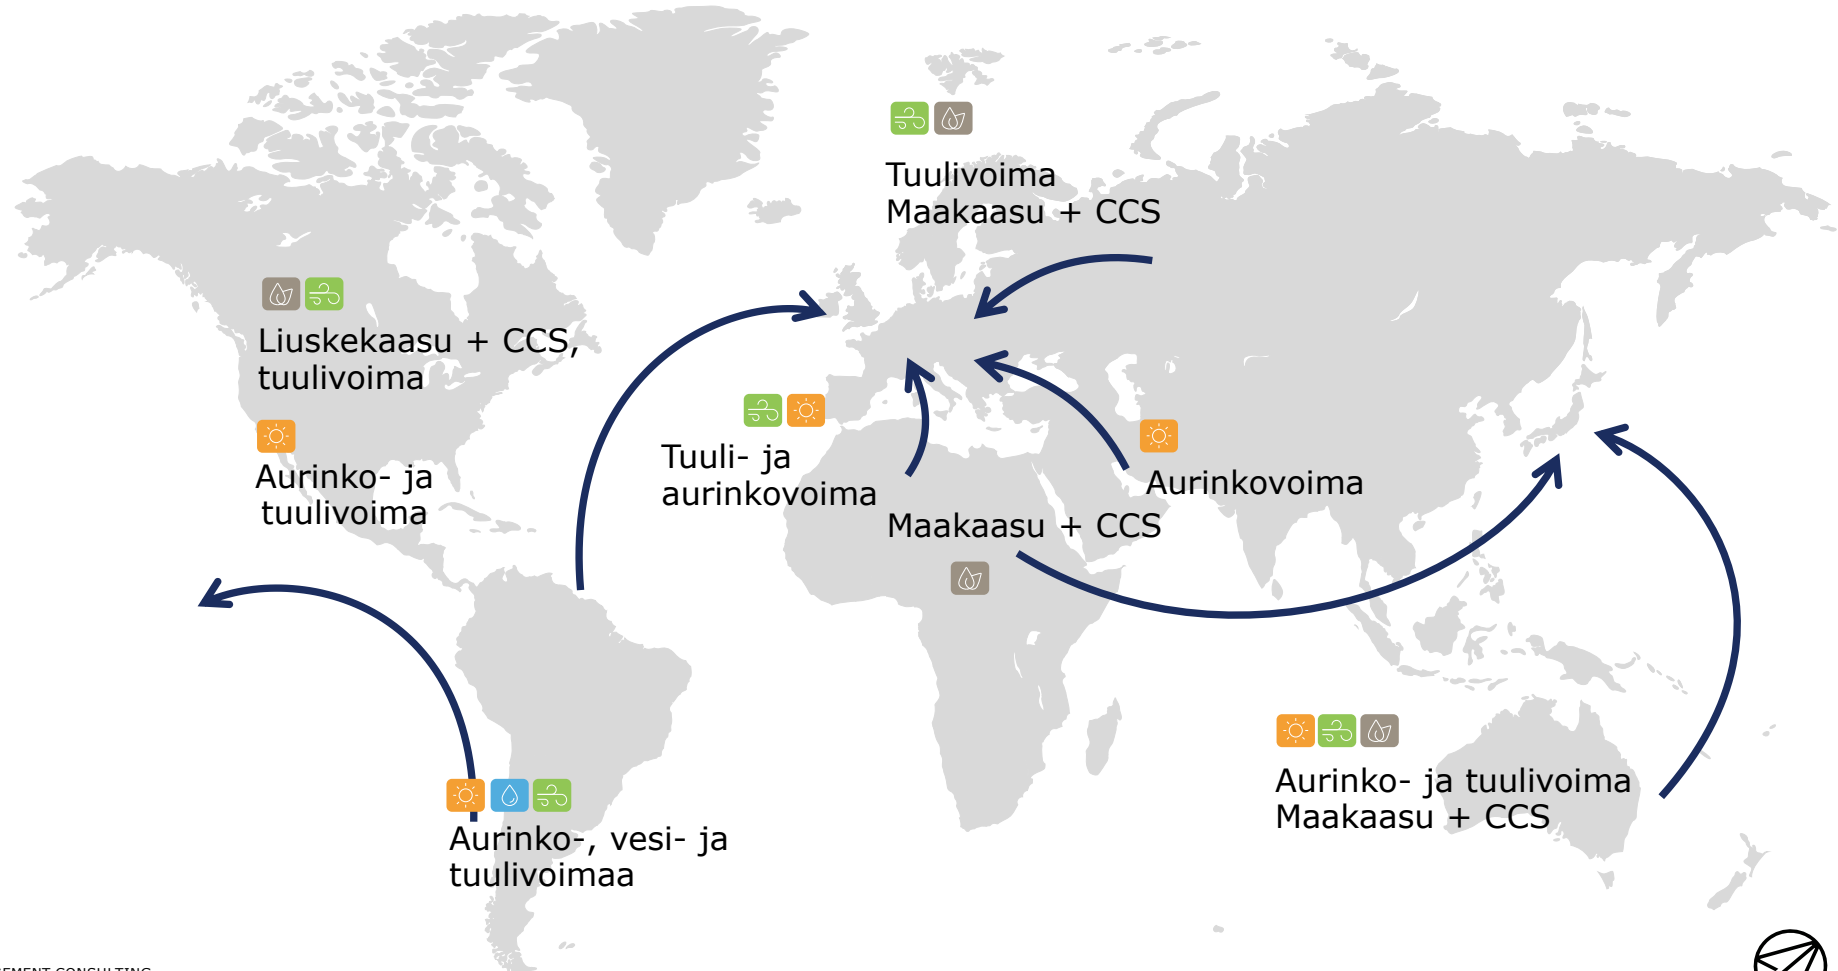 Tuulivoima
Maakaasu + CCS
Liuskekaasu + CCS,
tuulivoima
Aurinko- ja
tuulivoima
Tuuli- ja
aurinkovoima
Aurinkovoima
Maakaasu + CCS
Aurinko- ja tuulivoima
Maakaasu + CCS
Aurinko-, vesi- ja
tuulivoimaa
CONSULTING